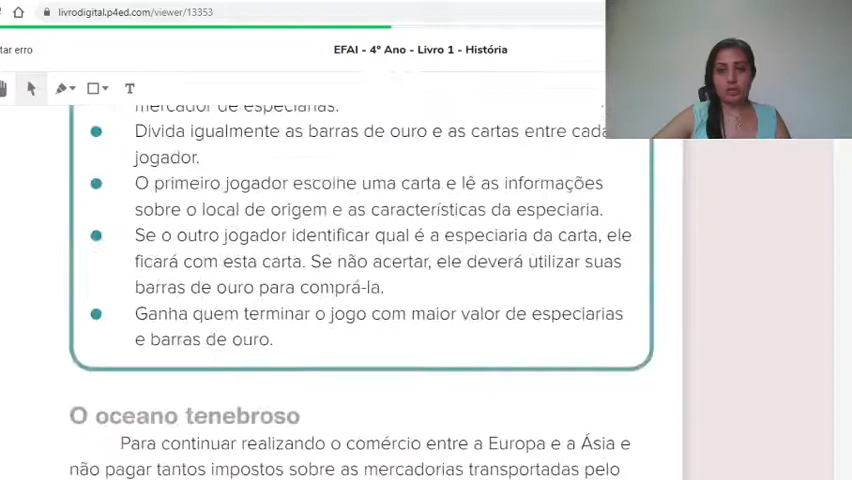 livrodigital.p4ed.com/viewer/13353
tar erro
EFAI - 4º Ano - Livro 1 - História
T
mercador de especiarias.
Divida igualmente as barras de ouro e as cartas entre cada
jogador.
O primeiro jogador escolhe uma carta e lê as informações
sobre o local de origem e as características da especiaria.
Se o outro jogador identificar qual é a especiaria da carta, ele
ficará com esta carta. Se não acertar, ele deverá utilizar suas
barras de ouro para comprá-la.
Ganha quem terminar o jogo com maior valor de especiarias
e barras de ouro.
O oceano tenebroso
Para continuar realizando o comércio entre a Europa e a Ásia e
não pagar tantos impostos sobre as mercadorias transportadas pelo